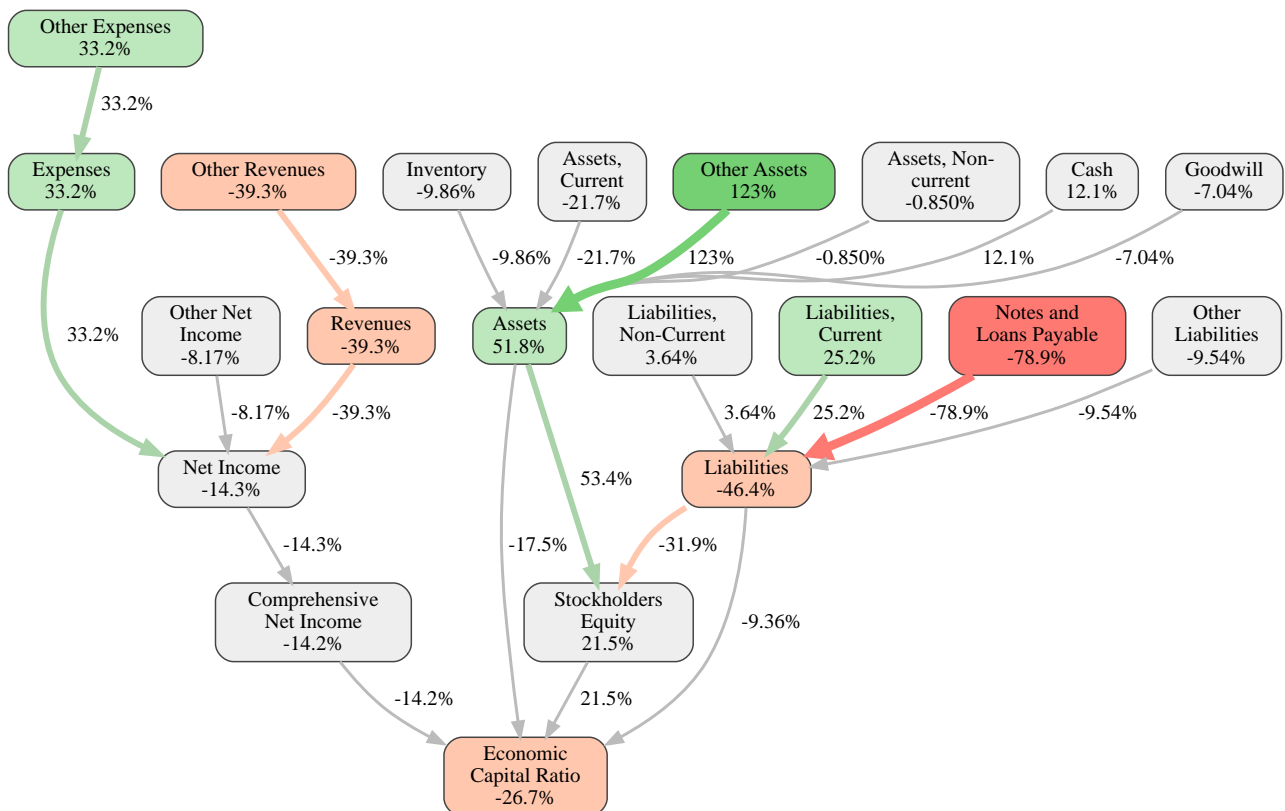 Other Expenses
33.2%
33.2%
Expenses
33.2%
Other Revenues
-39.3%
Inventory
-9.86%
Assets,
Current
-21.7%
Other Assets
123%
Assets, Non-
current
-0.850%
Cash
12.1%
Goodwill
-7.04%
-39.3%
-9.86%
-21.7%
123%
-0.850%
12.1%
-7.04%
33.2%
Other Net
Income
-8.17%
Revenues
-39.3%
Assets
51.8%
Liabilities,
Non-Current
3.64%
Liabilities,
Current
25.2%
Notes and
Loans Payable
-78.9%
Other
Liabilities
-9.54%
-8.17%
-39.3%
3.64%
25.2%
-78.9%
-9.54%
Net Income
-14.3%
53.4%
Liabilities
-46.4%
-14.3%
-17.5%
-31.9%
Comprehensive
Net Income
-14.2%
Stockholders
Equity
21.5%
-9.36%
-14.2%
21.5%
Economic
Capital Ratio
-26.7%